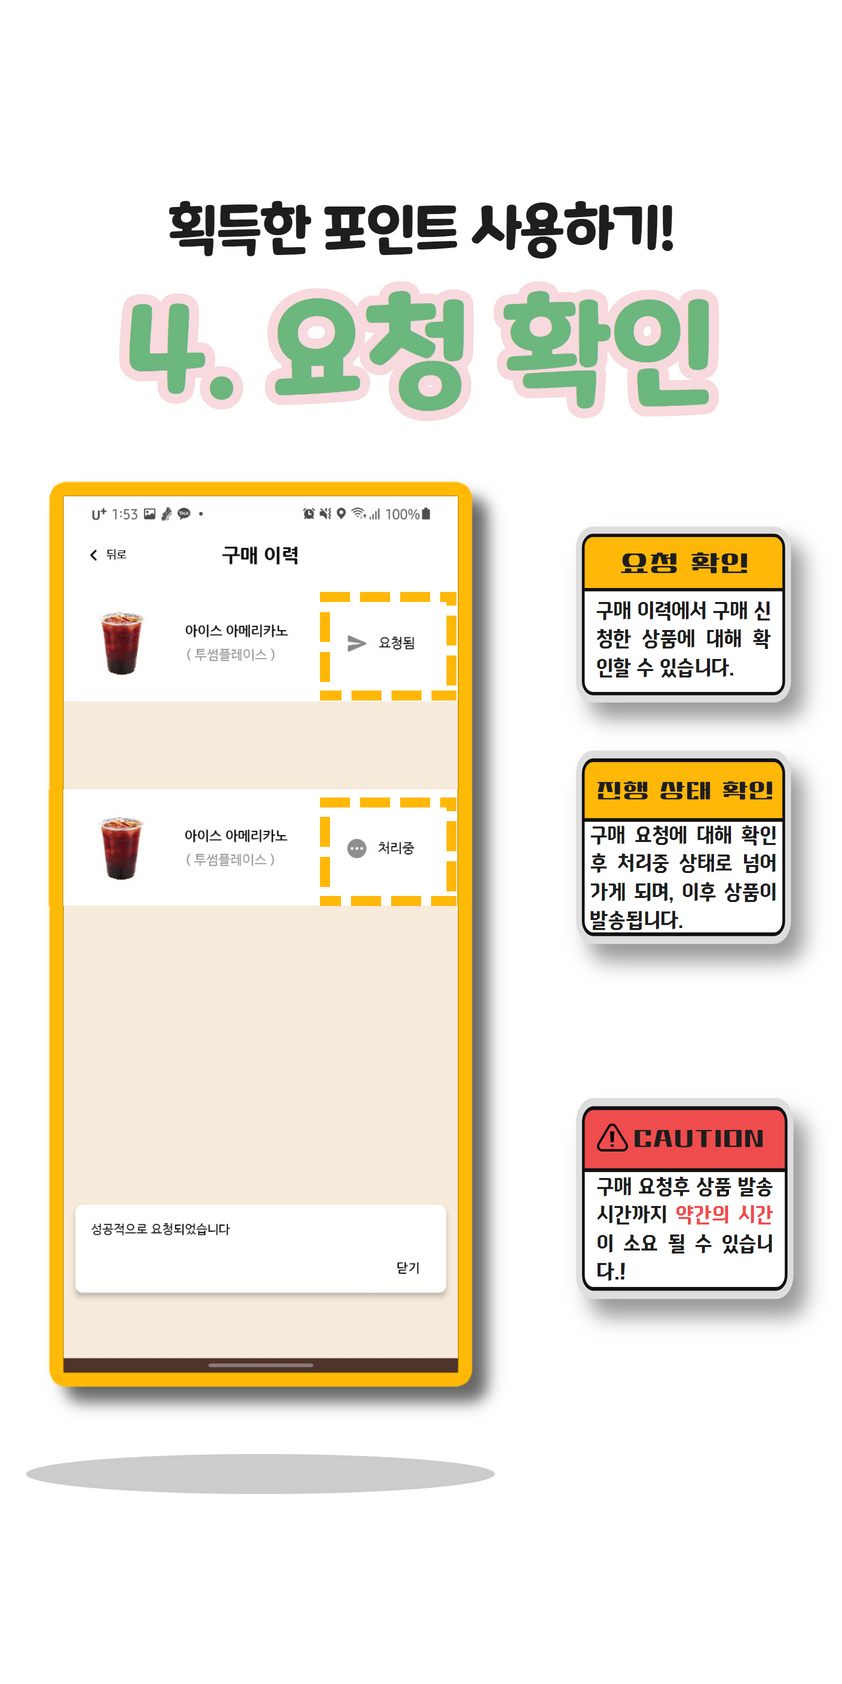 획득한 포인트 사용하기!
4. 요청 확인
U+ 1:53 100%
뒤로 구매 이력
아이스 아메리카노
( 투썸플레이스 )
요청됨
아이스 아메리카노
( 투썸플레이스 )
처리중
성공적으로 요청되었습니다
닫기
요청 확인
구매 이력에서 구매 신
청한 상품에 대해 확
인할 수 있습니다.
진행 상태 확인
구매 요청에 대해 확인
후 처리중 상태로 넘어
가게 되며, 이후 상품이
발송됩니다.
CAUTION
구매 요청후 상품 발송
시간까지 약간의 시간
이 소요 될 수 있습니
다.!